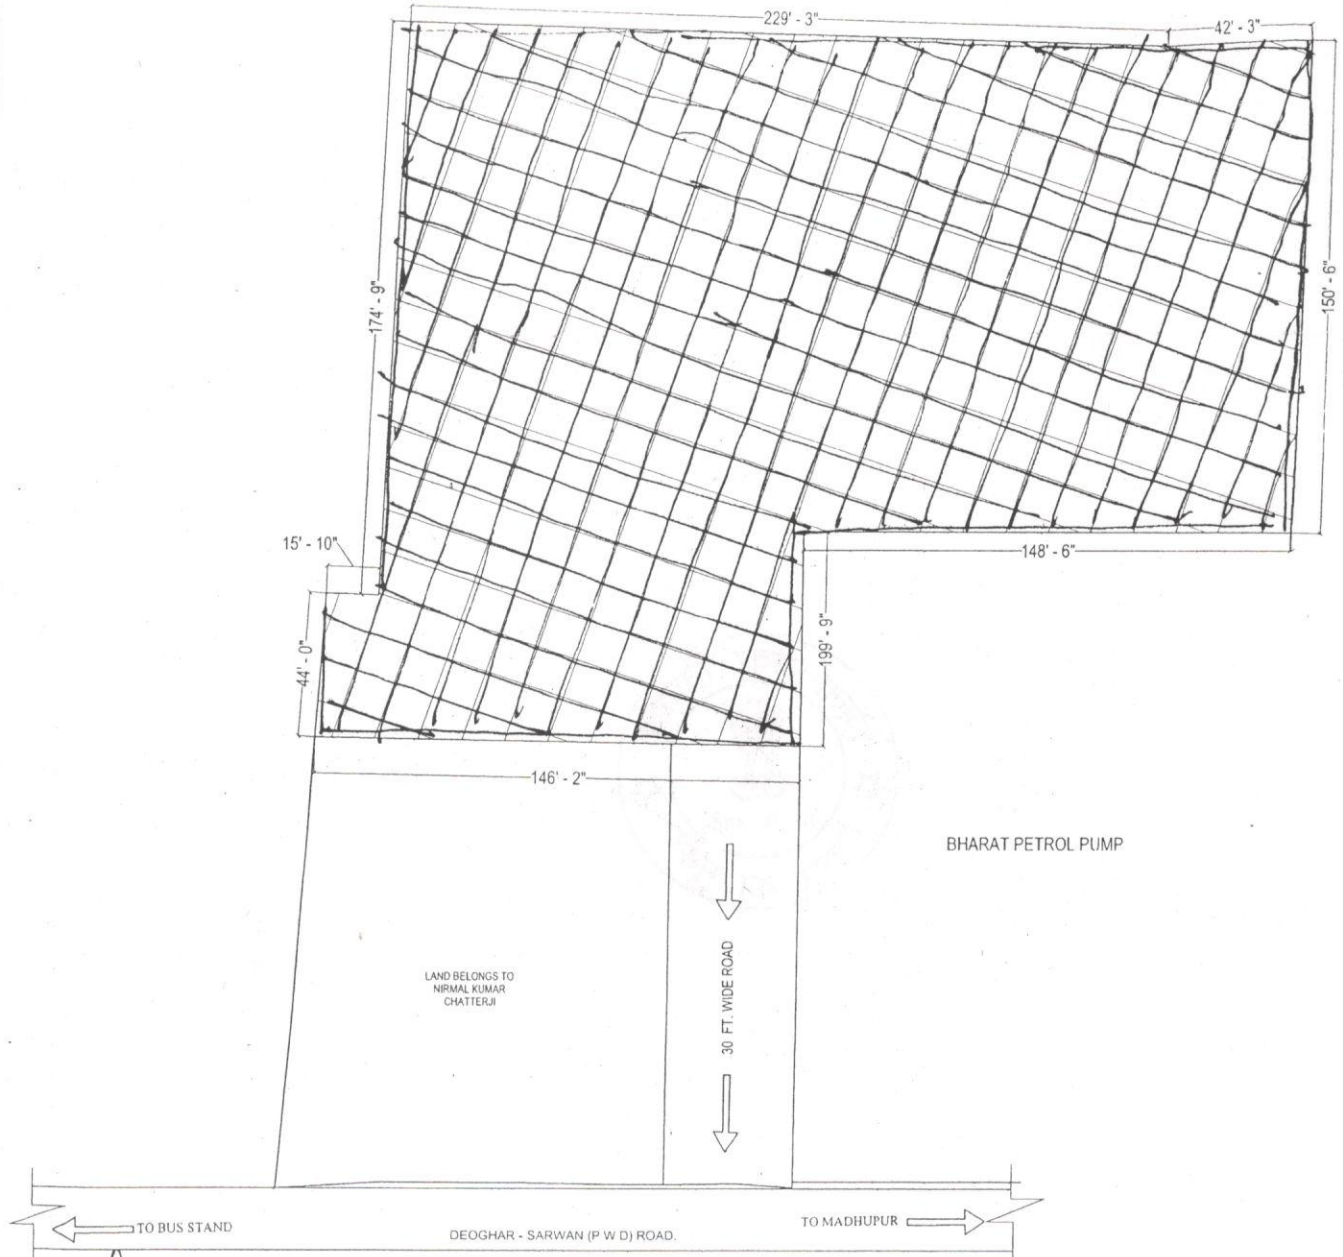 229' - 3"
42' - 3"
174' - 9"
150' - 6"
15' - 10"
148' - 6"
44' - 0"
199' - 9"
146' - 2"
BHARAT PETROL PUMP
LAND BELONGS TO
NIRMAL KUMAR
CHATTERJI
30 FT. WIDE ROAD
TO BUS STAND
DEOGHAR - SARWAN (P W D) ROAD.
TO MADHUPUR